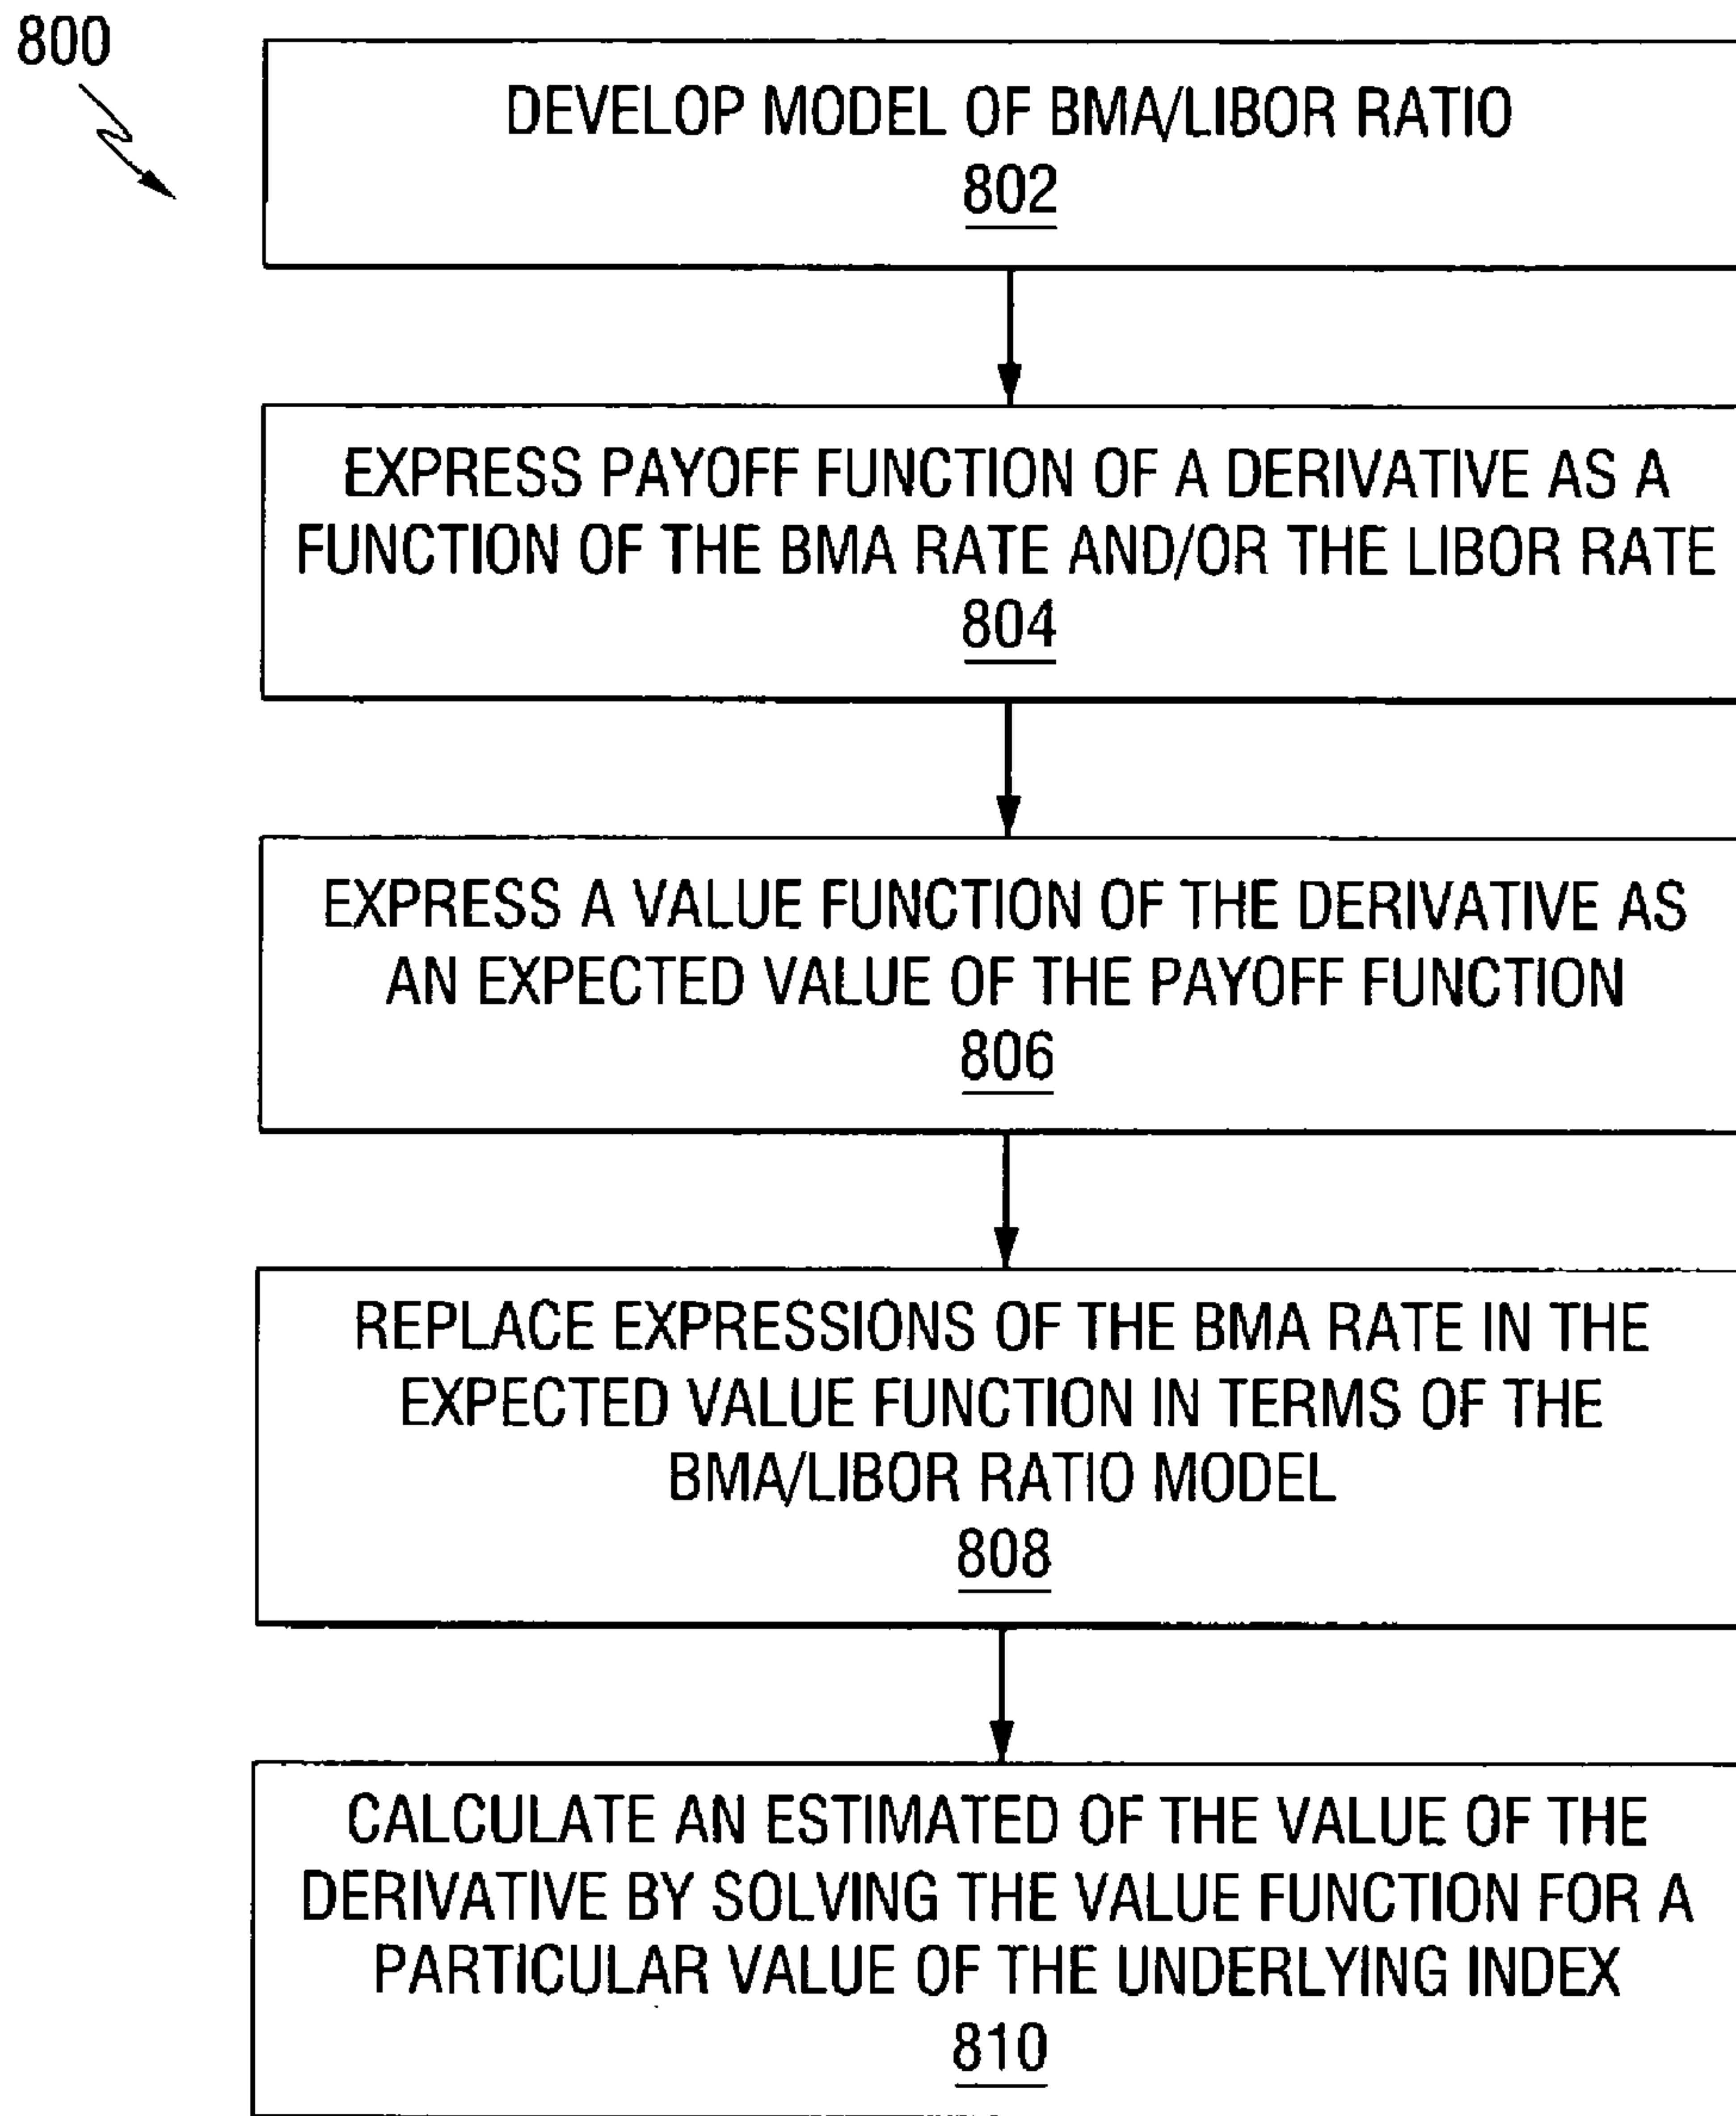 800
DEVELOP MODEL OF BMA/LIBOR RATIO
802
EXPRESS PAYOFF FUNCTION OF A DERIVATIVE AS A
FUNCTION OF THE BMA RATE AND/OR THE LIBOR RATE
804
EXPRESS A VALUE FUNCTION OF THE DERIVATIVE AS
AN EXPECTED VALUE OF THE PAYOFF FUNCTION
806
REPLACE EXPRESSIONS OF THE BMA RATE IN THE
EXPECTED VALUE FUNCTION IN TERMS OF THE
BMA/LIBOR RATIO MODEL
808
CALCULATE AN ESTIMATED OF THE VALUE OF THE
DERIVATIVE BY SOLVING THE VALUE FUNCTION FOR A
PARTICULAR VALUE OF THE UNDERLYING INDEX
810